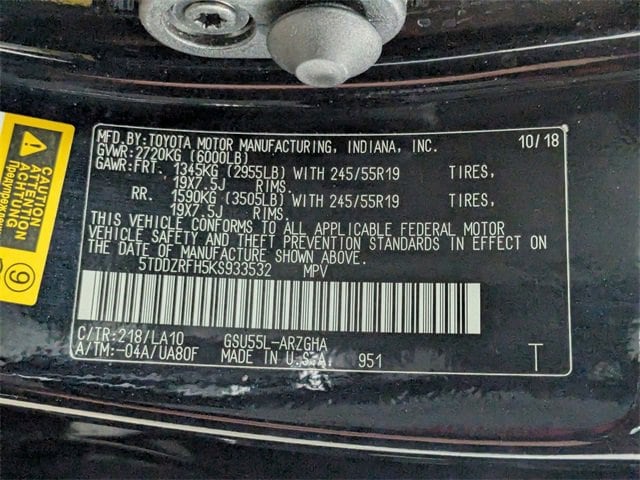 MFD.BY:TOYOTA MOTOR MANUFACTURING, INDIANA, INC. 10/18
GVWR:2720KG (6000LB)
GAWR:FRT. 1345KG (2955LB) WITH 245/55R19 TIRES,
19X7.5J RIMS.
RR. 1590KG (3505LB) WITH 245/55R19 TIRES,
19X7.5J RIMS.
THIS VEHICLE CONFORMS TO ALL APPLICABLE FEDERAL MOTOR
VEHICLE SAFETY AND THEFT PREVENTION STANDARDS IN EFFECT ON
THE DATE OF MANUFACTURE SHOWN ABOVE.
5TDDZRFH5KS933532 MPV
C/TR:218/LA10 GSU55L-ARZGHA
A/TM:-04A/UA80F MADE IN U.S.A. 951 T
CAUTION
ATTENTION
ACHTUNG
9